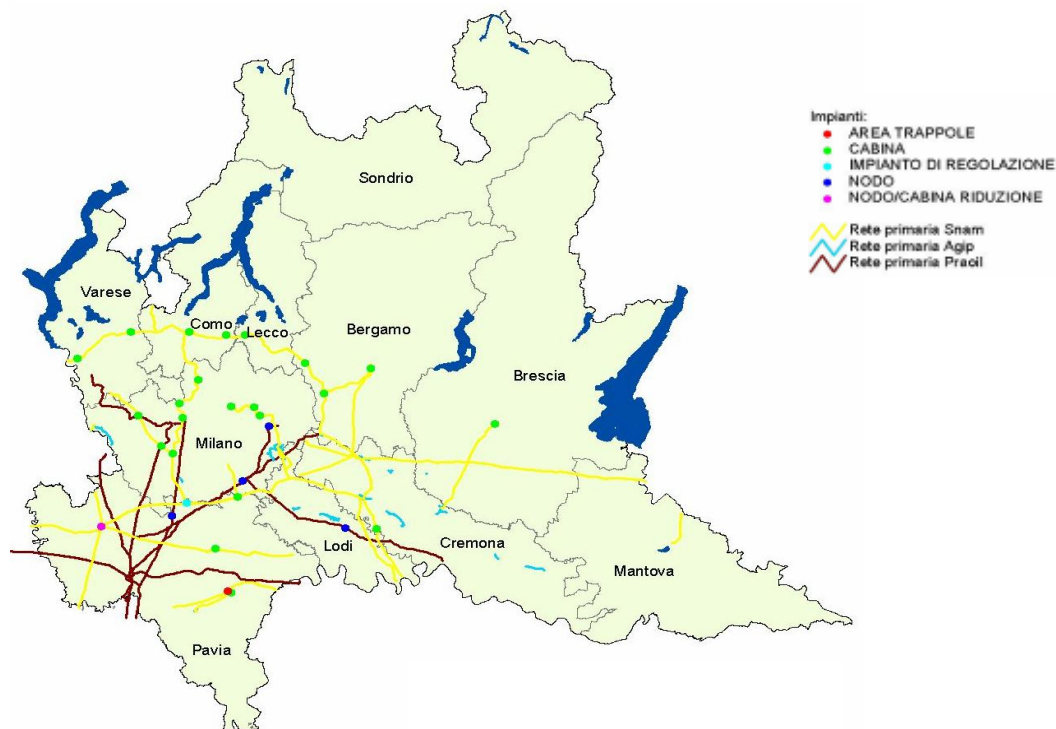 Impianti:
AREA TRAPPOLE
CABINA
IMPIANTO DI REGOLAZIONE
NODO
NODO/CABINA RIDUZIONE
Rete primaria Snam
Rete primaria Agip
Rete primaria Praoil
Sondrio
Varese
Como
Lecco
Bergamo
Brescia
Milano
Lodi
Cremona
Mantova
Pavia